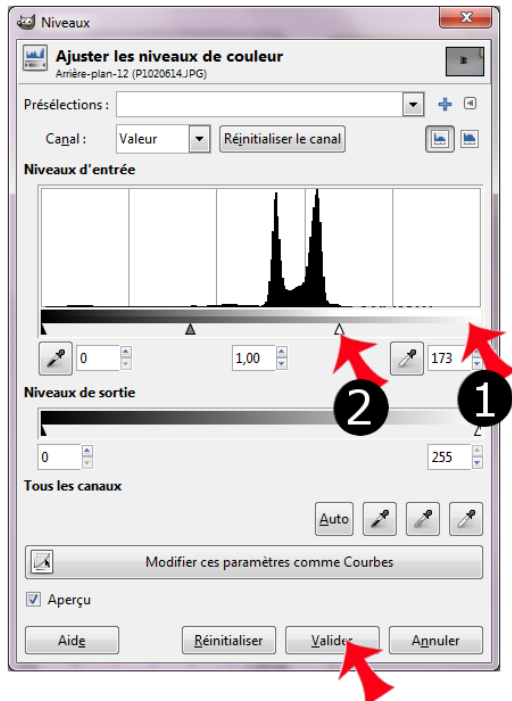 Niveaux
Ajuster les niveaux de couleur
Arrière-plan-12 (P1020614.JPG)
Présélections :
Canal : Valeur Réinitialiser le canal
Niveaux d'entrée
0 1,00 173
2 1
Niveaux de sortie
0 255
Tous les canaux
Auto
Modifier ces paramètres comme Courbes
Aperçu
Aide Réinitialiser Valider Annuler